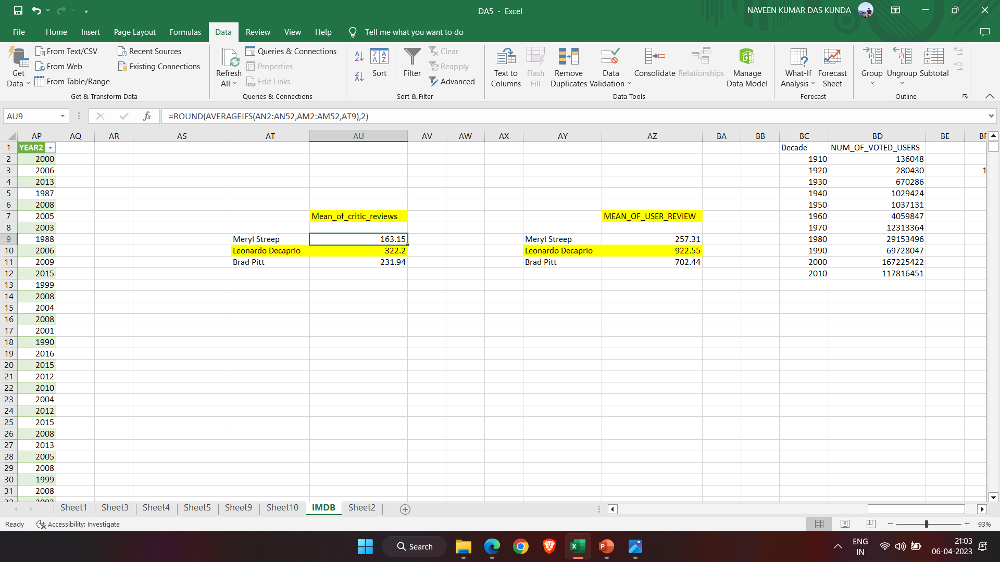 DA5 - Excel
NAVEEN KUMAR DAS KUNDA
File Home Insert Page Layout Formulas Data Review View Help Tell me what you want to do
Get Data
From Text/CSV
From Web
From Table/Range
Recent Sources
Existing Connections
Get & Transform Data
Refresh All
Queries & Connections
Properties
Edit Links
Queries & Connections
A Z
Z A
Z A A Z
Sort
Filter
Clear
Reapply
Advanced
Sort & Filter
Text to Columns
Flash Fill
Remove Duplicates
Data Validation
Consolidate
Relationships
Manage Data Model
Data Tools
What-If Analysis
Forecast Sheet
Forecast
Group
Ungroup
Subtotal
Outline
AU9 fx =ROUND(AVERAGEIFS(AN2:AN52,AM2:AM52,AT9),2)
AP AQ AR AS AT AU AV AW AX AY AZ BA BB BC BD BE BF
1 YEAR2 Decade NUM_OF_VOTED_USERS
2 2000 1910 136048
3 2006 1920 280430 1
4 2013 1930 670286
5 1987 1940 1029424
6 2008 1950 1037131
7 2005 Mean_of_critic_reviews MEAN_OF_USER_REVIEW 1960 4059847
8 2003 1970 12313364
9 1988 Meryl Streep 163.15 Meryl Streep 257.31 1980 29153496
10 2006 Leonardo Decaprio 322.2 Leonardo Decaprio 922.55 1990 69728047
11 2009 Brad Pitt 231.94 Brad Pitt 702.44 2000 167225422
12 2015 2010 117816451
13 1999
14 2008
15 2004
16 2008
17 2001
18 1990
19 2016
20 2015
21 2012
22 2010
23 2004
24 2012
25 2015
26 2008
27 2013
28 2005
29 2008
30 1999
31 2008
Sheet1 Sheet3 Sheet4 Sheet5 Sheet9 Sheet10 IMDB Sheet2
Ready Accessibility: Investigate 93%
Search
ENG
IN
21:03
06-04-2023